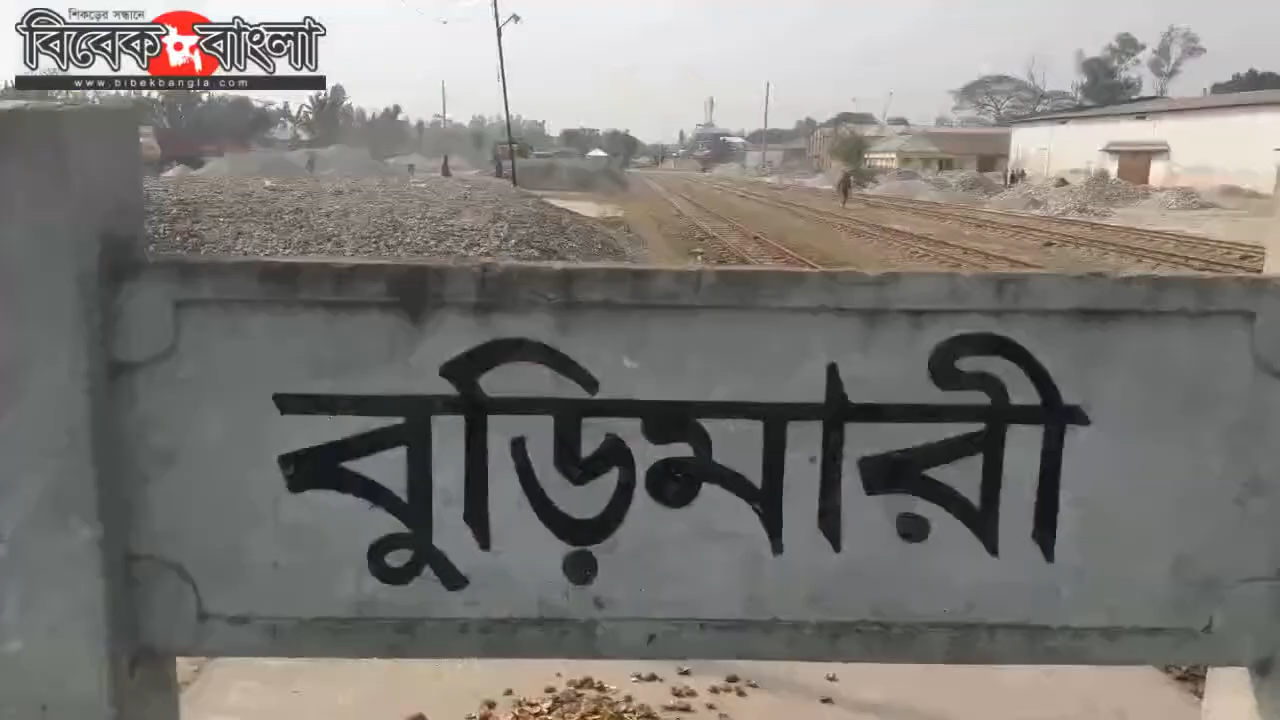 শিকড়ের সন্ধানে
বিবেক বাংলা
www.bibekbangla.com
বুড়িমারী